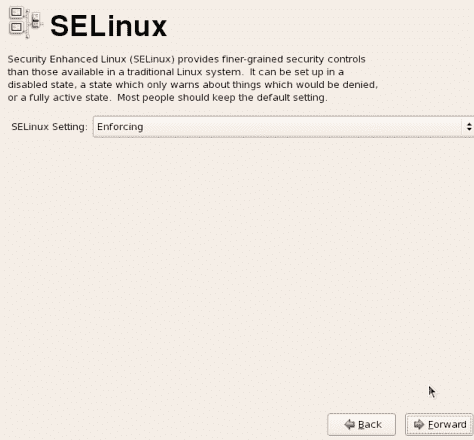 SELinux
Security Enhanced Linux (SELinux) provides finer-grained security controls
than those available in a traditional Linux system.  It can be set up in a
disabled state, a state which only warns about things which would be denied,
or a fully active state.  Most people should keep the default setting.
SELinux Setting: Enforcing
Back Forward